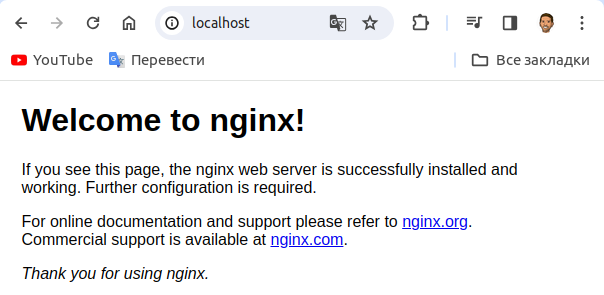 localhost
YouTube
Перевести
Все закладки
Welcome to nginx!
If you see this page, the nginx web server is successfully installed and
working. Further configuration is required.
For online documentation and support please refer to nginx.org.
Commercial support is available at nginx.com.
Thank you for using nginx.